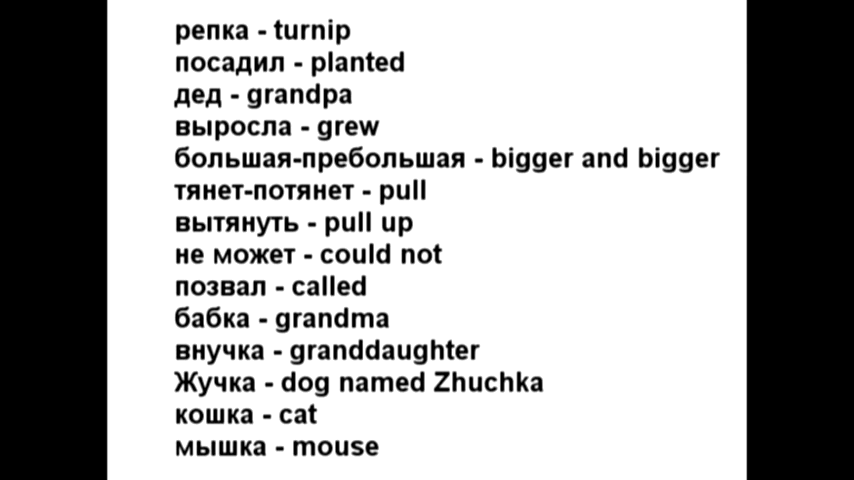 репка - turnip
посадил - planted
дед - grandpa
выросла - grew
большая-пребольшая - bigger and bigger
тянет-потянет - pull
вытянуть - pull up
не может - could not
позвал - called
бабка - grandma
внучка - granddaughter
Жучка - dog named Zhuchka
кошка - cat
мышка - mouse